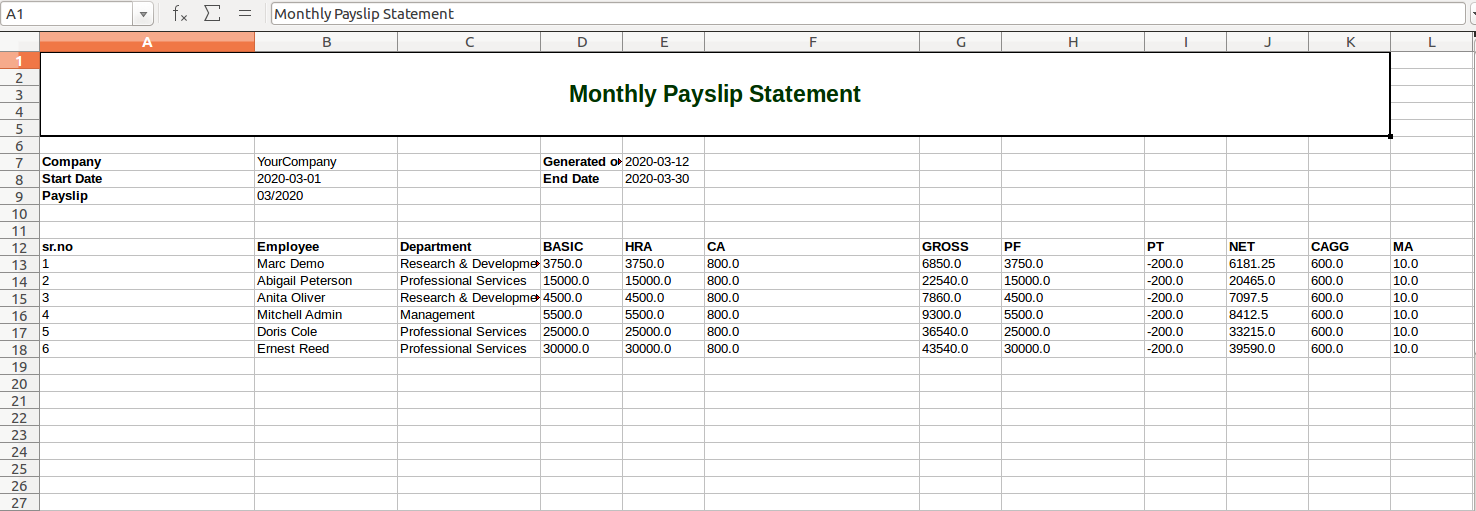 A1 fx Σ = Monthly Payslip Statement
A B C D E F G H I J K L
1
2
3 Monthly Payslip Statement
4
5
6
7 Company YourCompany Generated o 2020-03-12
8 Start Date 2020-03-01 End Date 2020-03-30
9 Payslip 03/2020
10
11
12 sr.no Employee Department BASIC HRA CA GROSS PF PT NET CAGG MA
13 1 Marc Demo Research & Developme 3750.0 3750.0 800.0 6850.0 3750.0 -200.0 6181.25 600.0 10.0
14 2 Abigail Peterson Professional Services 15000.0 15000.0 800.0 22540.0 15000.0 -200.0 20465.0 600.0 10.0
15 3 Anita Oliver Research & Developme 4500.0 4500.0 800.0 7860.0 4500.0 -200.0 7097.5 600.0 10.0
16 4 Mitchell Admin Management 5500.0 5500.0 800.0 9300.0 5500.0 -200.0 8412.5 600.0 10.0
17 5 Doris Cole Professional Services 25000.0 25000.0 800.0 36540.0 25000.0 -200.0 33215.0 600.0 10.0
18 6 Ernest Reed Professional Services 30000.0 30000.0 800.0 43540.0 30000.0 -200.0 39590.0 600.0 10.0
19
20
21
22
23
24
25
26
27